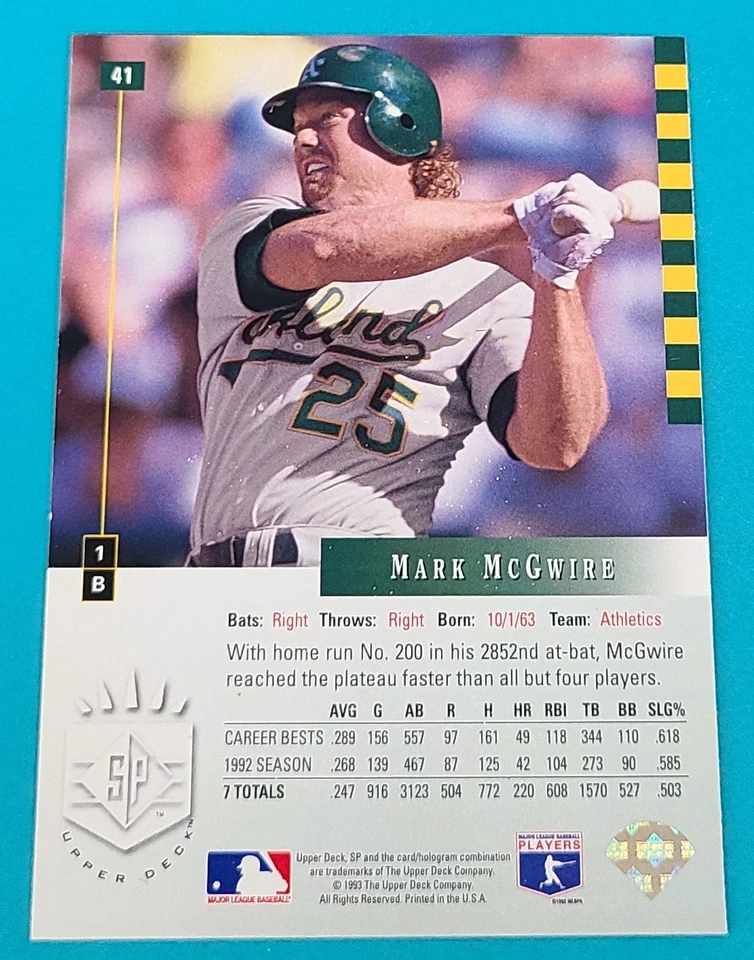 41
A's
Oakland
25
1
B
MARK MCGWIRE
Bats: Right Throws: Right Born: 10/1/63 Team: Athletics
With home run No. 200 in his 2852nd at-bat, McGwire
reached the plateau faster than all but four players.
AVG G AB R H HR RBI TB BB SLG%
CAREER BESTS .289 156 557 97 161 49 118 344 110 .618
1992 SEASON .268 139 467 87 125 42 104 273 90 .585
7 TOTALS .247 916 3123 504 772 220 608 1570 527 .503
SP
TM
UPPER DECK
MAJOR LEAGUE BASEBALL
Upper Deck, SP and the card/hologram combination
are trademarks of The Upper Deck Company.
© 1993 The Upper Deck Company.
All Rights Reserved. Printed in the U.S.A.
MAJOR LEAGUE BASEBALL
PLAYERS
©1992 MLBPA